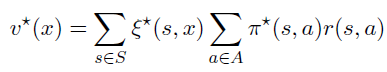 v⋆(x) = ∑_{s∈S} ξ⋆(s, x) ∑_{a∈A} π⋆(s, a)r(s, a)